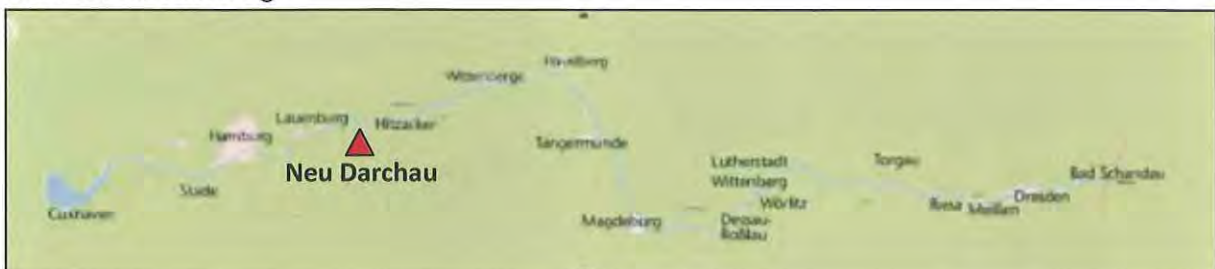 Havelberg
Wittenberge
Lauenburg
Hitzacker
Hamburg
Neu Darchau
Tangermünde
Stade
Cuxhaven
Lutherstadt
Wittenberg
Torgau
Wörlitz
Bad Schandau
Dresden
Riesa
Meißen
Magdeburg
Dessau-
Roßlau